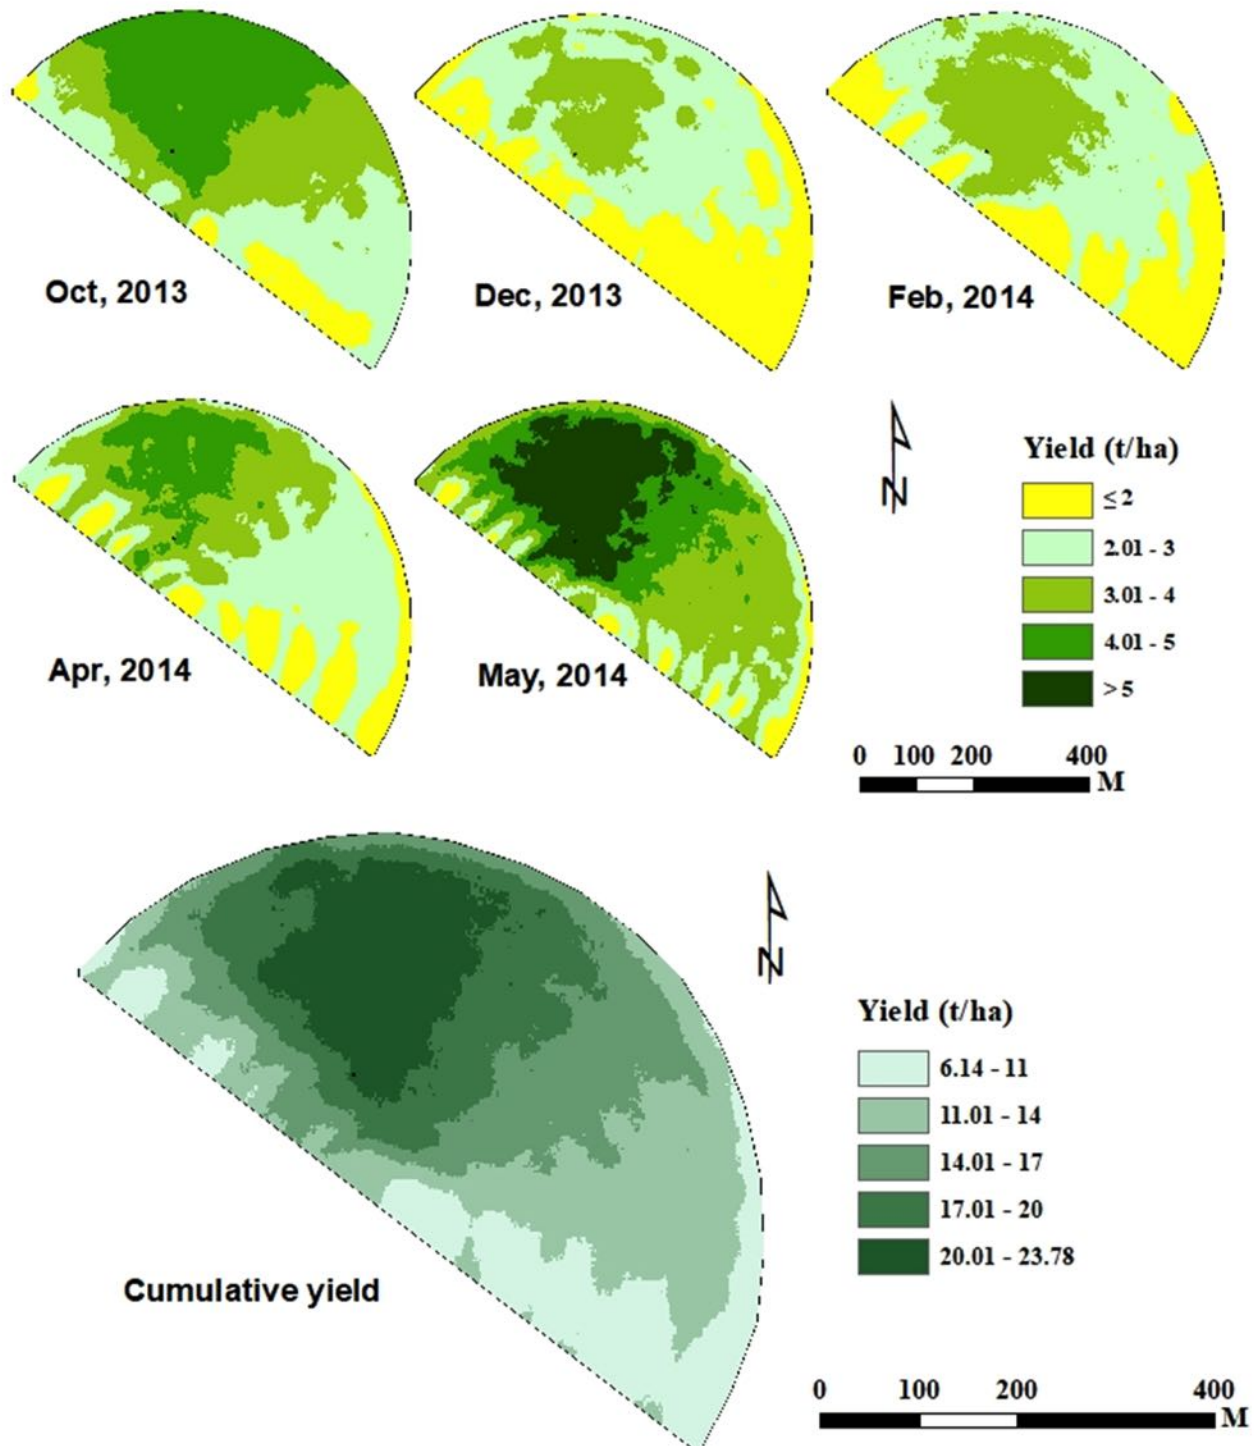 Oct, 2013
Dec, 2013
Feb, 2014
Apr, 2014
May, 2014
N
Yield (t/ha)
≤ 2
2.01 - 3
3.01 - 4
4.01 - 5
> 5
0 100 200 400
M
Cumulative yield
N
Yield (t/ha)
6.14 - 11
11.01 - 14
14.01 - 17
17.01 - 20
20.01 - 23.78
0 100 200 400
M